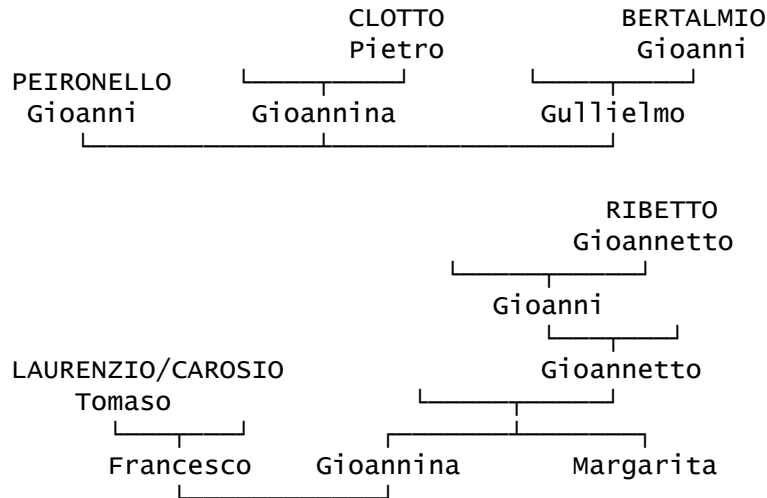 CLOTTO BERTALMIO
Pietro Gioanni
PEIRONELLO
Gioanni Gioannina Gullielmo
RIBETTO
Gioannetto
Gioanni
LAURENZIO/CAROSIO Gioannetto
Tomaso
Francesco Gioannina Margarita